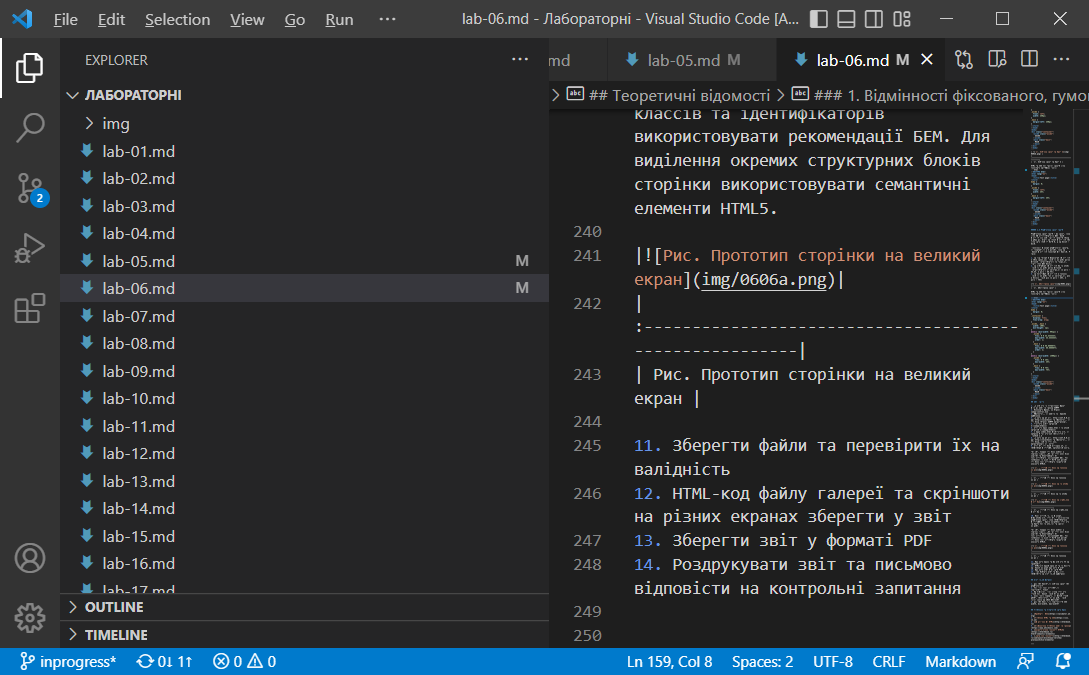 File Edit Selection View Go Run ··· lab-06.md - Лабораторні - Visual Studio Code [A...
EXPLORER ···
ЛАБОРАТОРНІ
img
lab-01.md
lab-02.md
lab-03.md
lab-04.md
lab-05.md M
lab-06.md M
lab-07.md
lab-08.md
lab-09.md
lab-10.md
lab-11.md
lab-12.md
lab-13.md
lab-14.md
lab-15.md
lab-16.md
lab-17.md
OUTLINE
TIMELINE
2
md lab-05.md M lab-06.md M
## Теоретичні відомості > ### 1. Відмінності фіксованого, гумо
классів та ідентифікаторів
використовувати рекомендації БЕМ. Для
виділення окремих структурних блоків
сторінки використовувати семантичні
елементи HTML5.
240
241 |![Рис. Прототип сторінки на великий
екран](img/0606a.png)|
242 |
:---------------------------------------
-----------------|
243 | Рис. Прототип сторінки на великий
екран |
244
245 11. Зберегти файли та перевірити їх на
валідність
246 12. HTML-код файлу галереї та скріншоти
на різних екранах зберегти у звіт
247 13. Зберегти звіт у форматі PDF
248 14. Роздрукувати звіт та письмово
відповісти на контрольні запитання
249
250
inprogress* 0↓ 1↑ 0 0 Ln 159, Col 8 Spaces: 2 UTF-8 CRLF Markdown